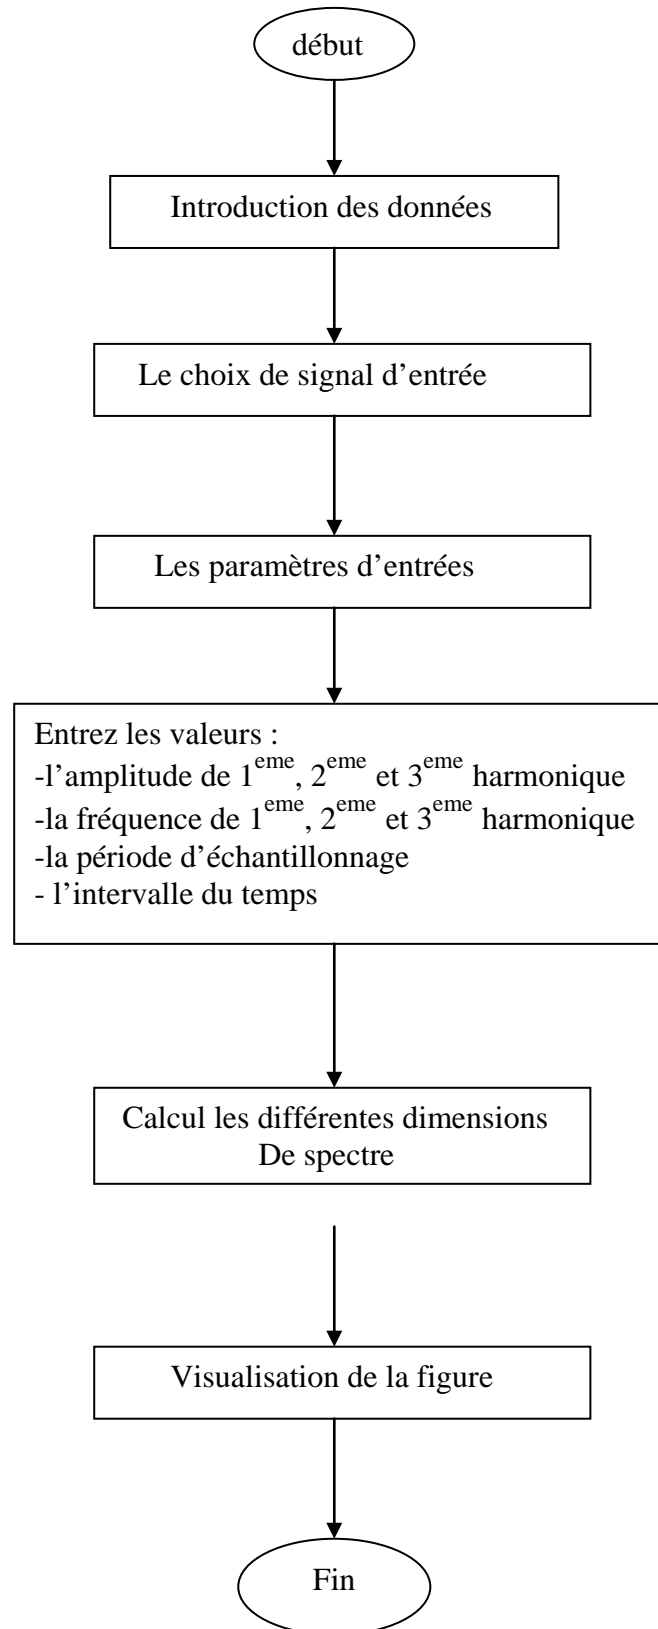 début
Introduction des données
Le choix de signal d’entrée
Les paramètres d’entrées
Entrez les valeurs :
-l’amplitude de 1eme, 2eme et 3eme harmonique
-la fréquence de 1eme, 2eme et 3eme harmonique
-la période d’échantillonnage
- l’intervalle du temps
Calcul les différentes dimensions
De spectre
Visualisation de la figure
Fin